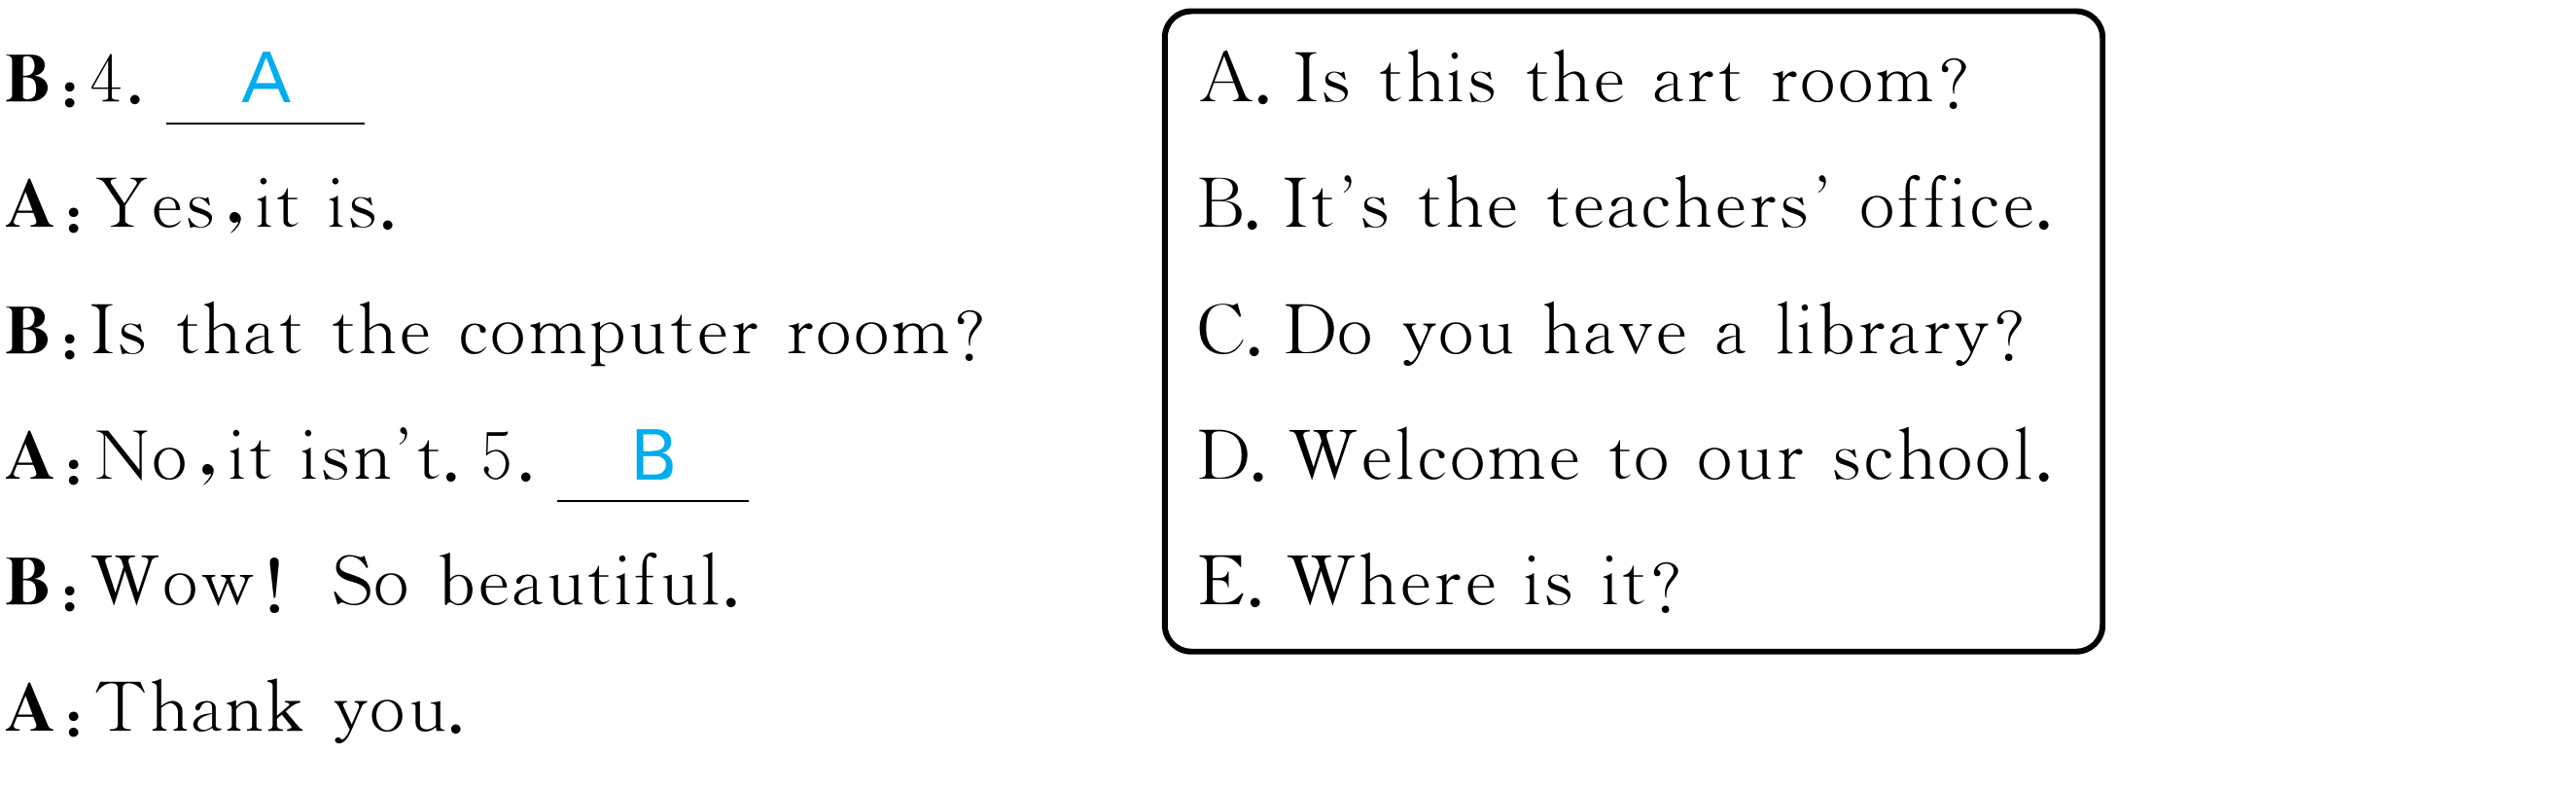 B:4. A
A:Yes,it is.
B:Is that the computer room?
A:No,it isn't. 5. B
B:Wow! So beautiful.
A:Thank you.
A. Is this the art room?
B. It's the teachers' office.
C. Do you have a library?
D. Welcome to our school.
E. Where is it?